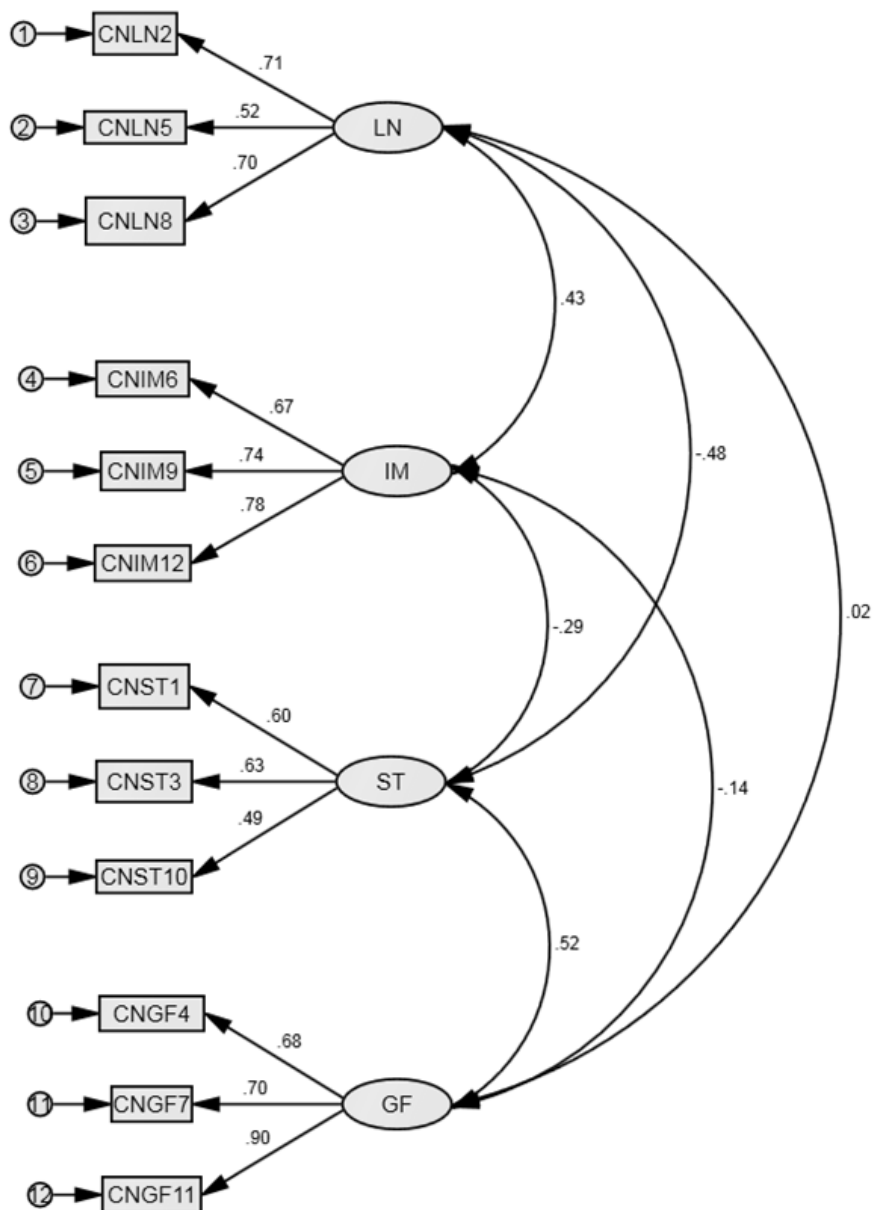 1 CNLN2
.71
2 CNLN5 .52 LN
.70
3 CNLN8
.43
4 CNIM6
.67
-.48
5 CNIM9 .74 IM
.78
6 CNIM12
-.29
.02
7 CNST1
.60
8 CNST3 .63 ST
-.14
.49
9 CNST10
.52
10 CNGF4
.68
11 CNGF7 .70 GF
.90
12 CNGF11